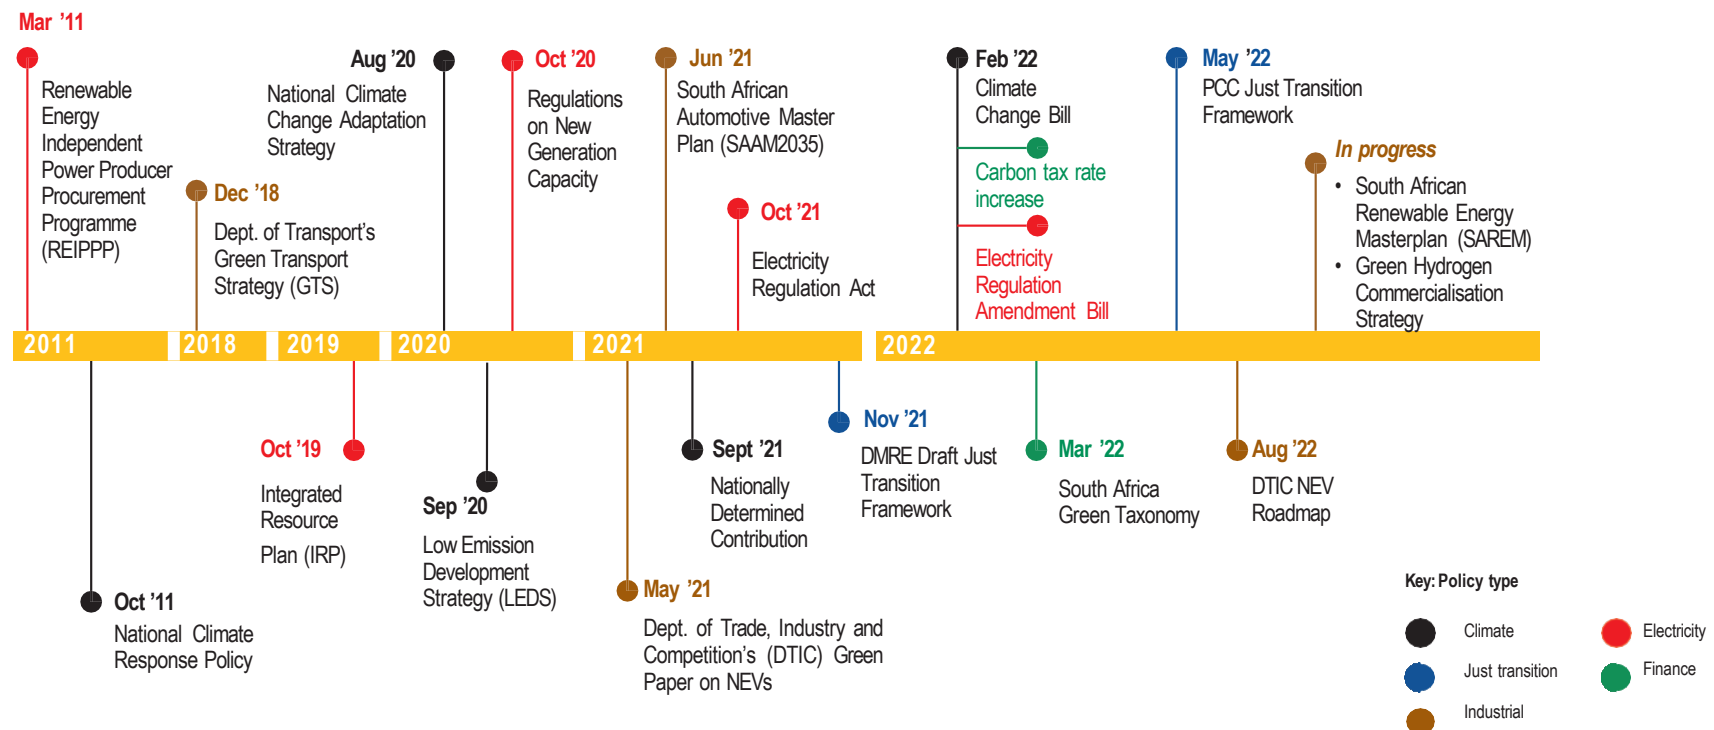 Mar ’11
Renewable
Energy
Independent
Power Producer
Procurement
Programme
(REIPPP)
Dec ’18
Dept. of Transport’s
Green Transport
Strategy (GTS)
Aug ’20
National Climate
Change Adaptation
Strategy
Oct ’20
Regulations
on New
Generation
Capacity
Jun ’21
South African
Automotive Master
Plan (SAAM2035)
Oct ’21
Electricity
Regulation Act
Feb ’22
Climate
Change Bill
Carbon tax rate
increase
Electricity
Regulation
Amendment Bill
May ’22
PCC Just Transition
Framework
In progress
• South African
Renewable Energy
Masterplan (SAREM)
• Green Hydrogen
Commercialisation
Strategy
2011
2018
2019
2020
2021
2022
Oct ’11
National Climate
Response Policy
Oct ’19
Integrated
Resource
Plan (IRP)
Sep ’20
Low Emission
Development
Strategy (LEDS)
May ’21
Dept. of Trade, Industry and
Competition’s (DTIC) Green
Paper on NEVs
Sept ’21
Nationally
Determined
Contribution
Nov ’21
DMRE Draft Just
Transition
Framework
Mar ’22
South Africa
Green Taxonomy
Aug ’22
DTIC NEV
Roadmap
Key: Policy type
Climate
Electricity
Just transition
Finance
Industrial